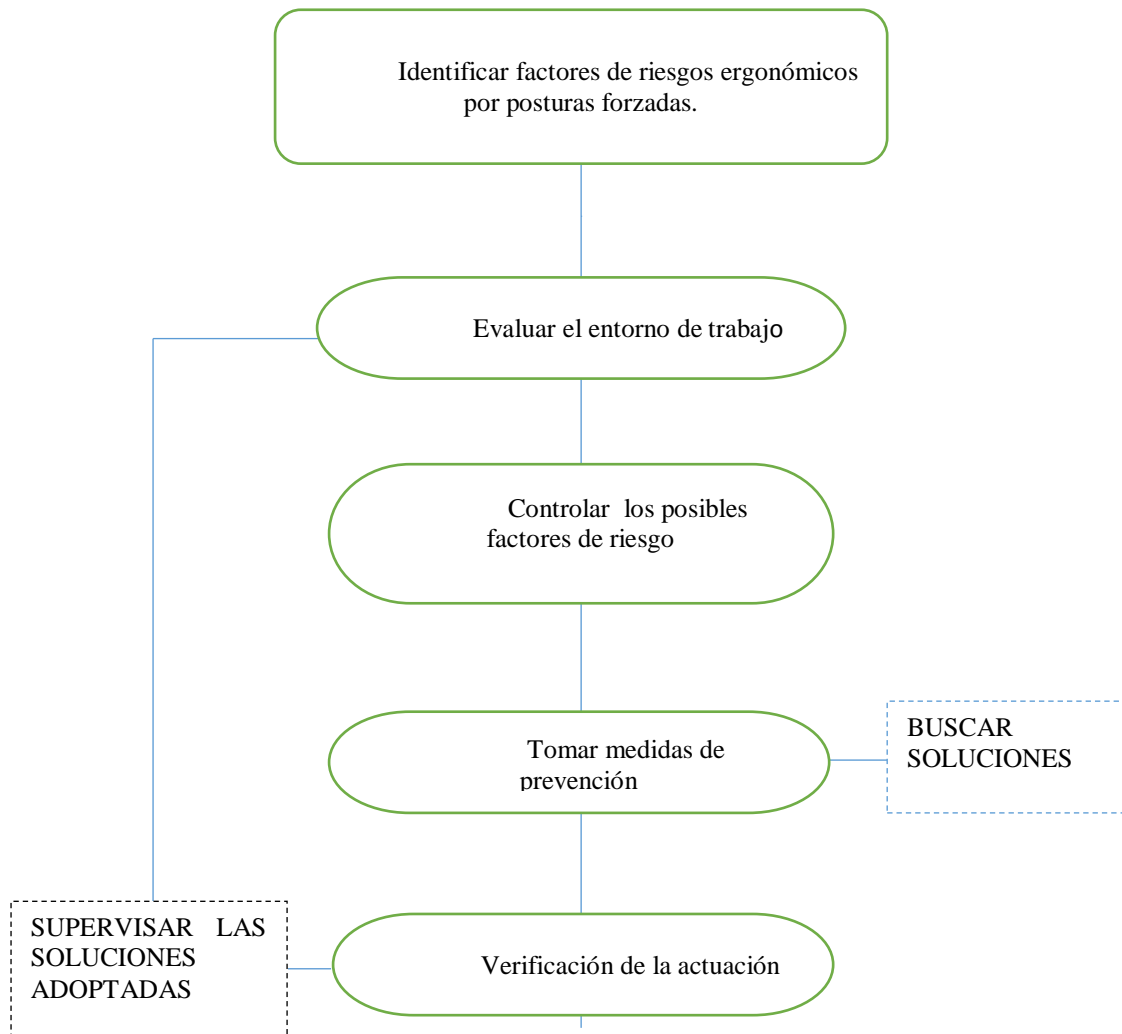 Identificar factores de riesgos ergonómicos
por posturas forzadas.
Evaluar el entorno de trabajo
Controlar los posibles
factores de riesgo
Tomar medidas de
prevención
BUSCAR
SOLUCIONES
SUPERVISAR LAS
SOLUCIONES
ADOPTADAS
Verificación de la actuación